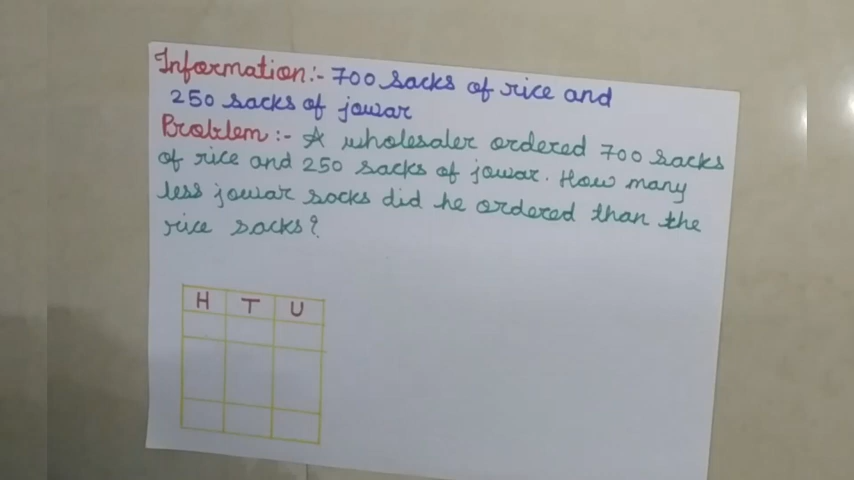 Information:- 700 sacks of rice and
250 sacks of jowar
Problem:- A wholesaler ordered 700 sacks
of rice and 250 sacks of jowar. How many
less jowar socks did he ordered than the
rice sacks?
H T U